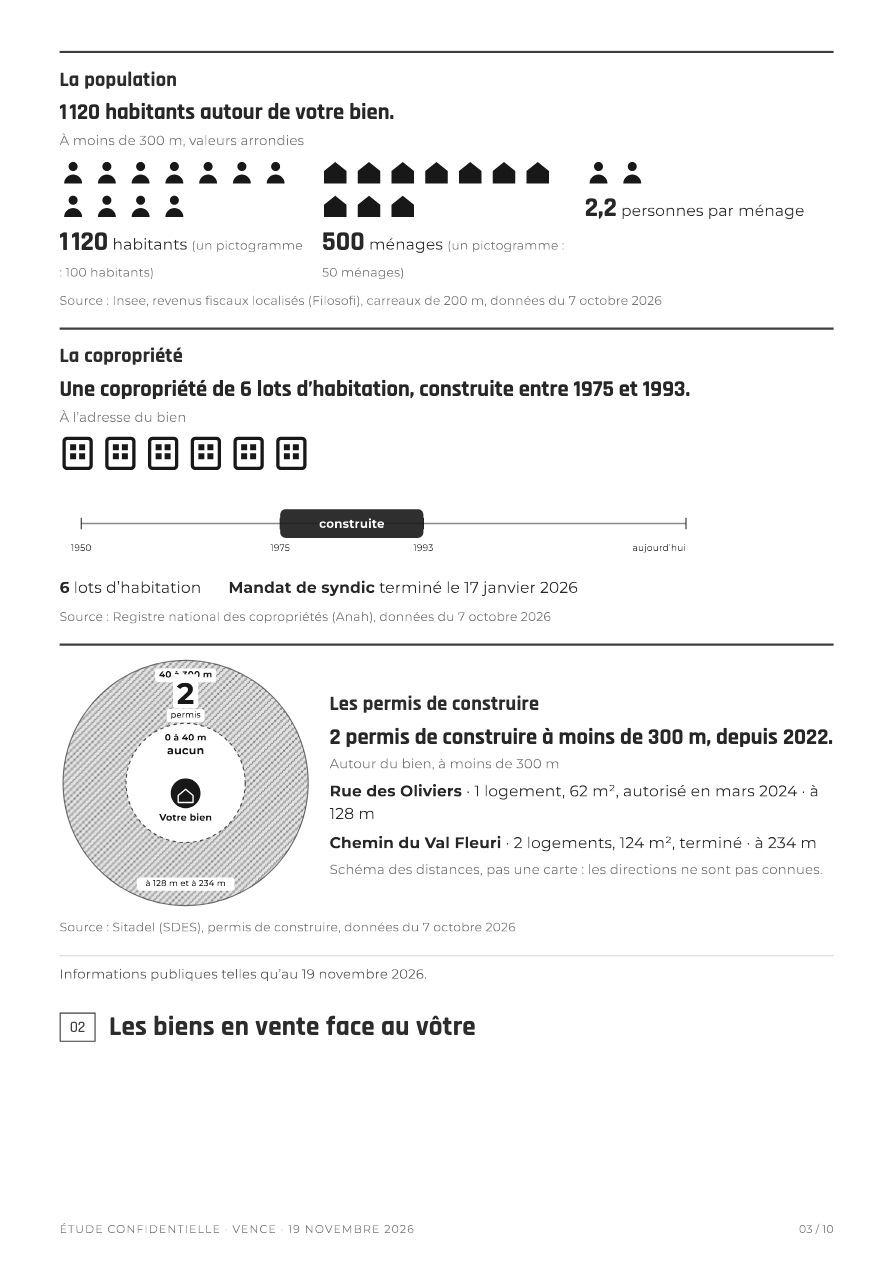 La population
1 120 habitants autour de votre bien.
À moins de 300 m, valeurs arrondies
1 120 habitants (un pictogramme
: 100 habitants)
500 ménages (un pictogramme :
50 ménages)
2,2 personnes par ménage
Source : Insee, revenus fiscaux localisés (Filosofi), carreaux de 200 m, données du 7 octobre 2026
La copropriété
Une copropriété de 6 lots d’habitation, construite entre 1975 et 1993.
À l’adresse du bien
construite
1950 1975 1993 aujourd'hui
6 lots d’habitation Mandat de syndic terminé le 17 janvier 2026
Source : Registre national des copropriétés (Anah), données du 7 octobre 2026
40 à 300 m
2
permis
0 à 40 m
aucun
Votre bien
à 128 m et à 234 m
Les permis de construire
2 permis de construire à moins de 300 m, depuis 2022.
Autour du bien, à moins de 300 m
Rue des Oliviers · 1 logement, 62 m², autorisé en mars 2024 · à
128 m
Chemin du Val Fleuri · 2 logements, 124 m², terminé · à 234 m
Schéma des distances, pas une carte : les directions ne sont pas connues.
Source : Sitadel (SDES), permis de construire, données du 7 octobre 2026
Informations publiques telles qu’au 19 novembre 2026.
02 Les biens en vente face au vôtre
ÉTUDE CONFIDENTIELLE · VENCE · 19 NOVEMBRE 2026
03 / 10